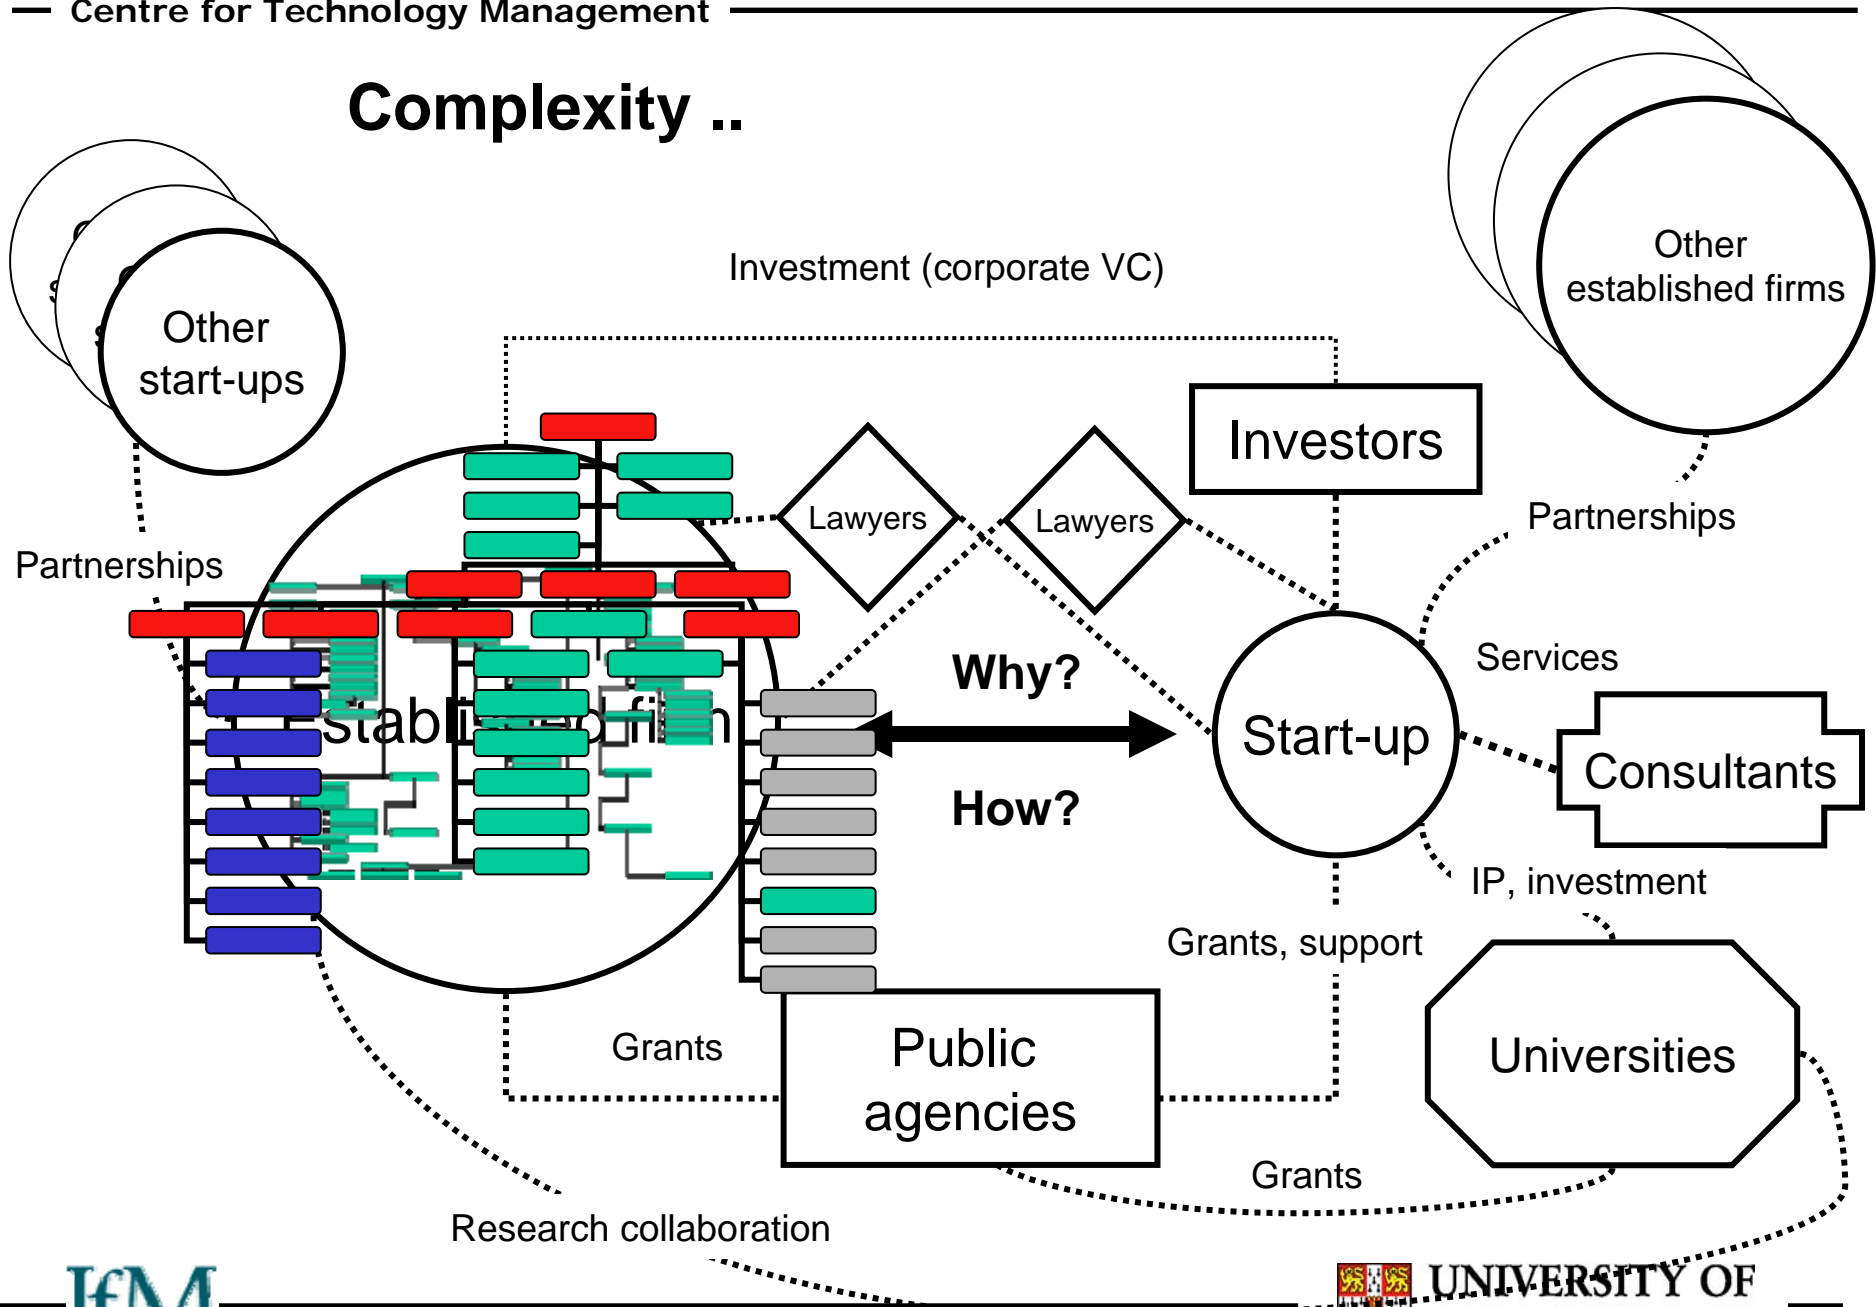 Centre for Technology Management
Complexity ..
Other
established firms
Investment (corporate VC)
Other
start-ups
Investors
Lawyers
Lawyers
Partnerships
Partnerships
Why?
Services
Start-up
Consultants
How?
IP, investment
Grants, support
Grants
Public
agencies
Universities
Grants
Research collaboration
IfM
UNIVERSITY OF